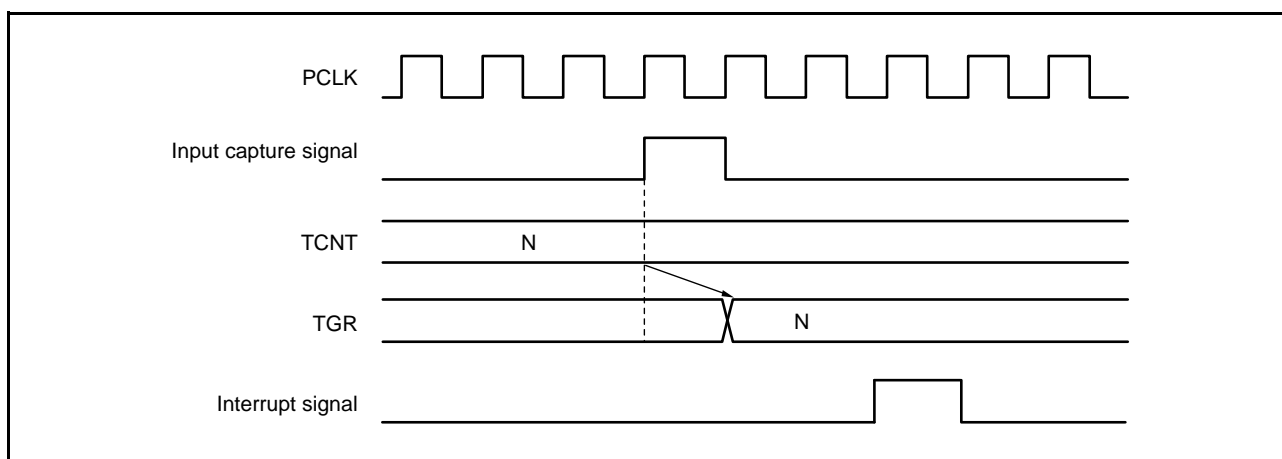 PCLK
Input capture signal
TCNT
N
TGR
N
Interrupt signal